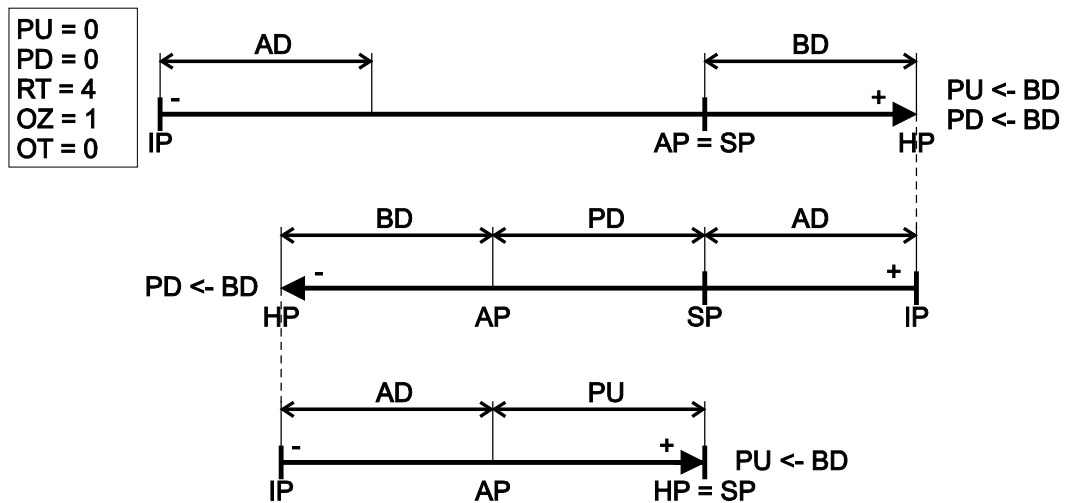 PU = 0
PD = 0
RT = 4
OZ = 1
OT = 0
AD BD
- +
PU <- BD
PD <- BD
IP AP = SP HP
BD PD AD
- +
PD <- BD
HP AP SP IP
AD PU
- +
PU <- BD
IP AP HP = SP